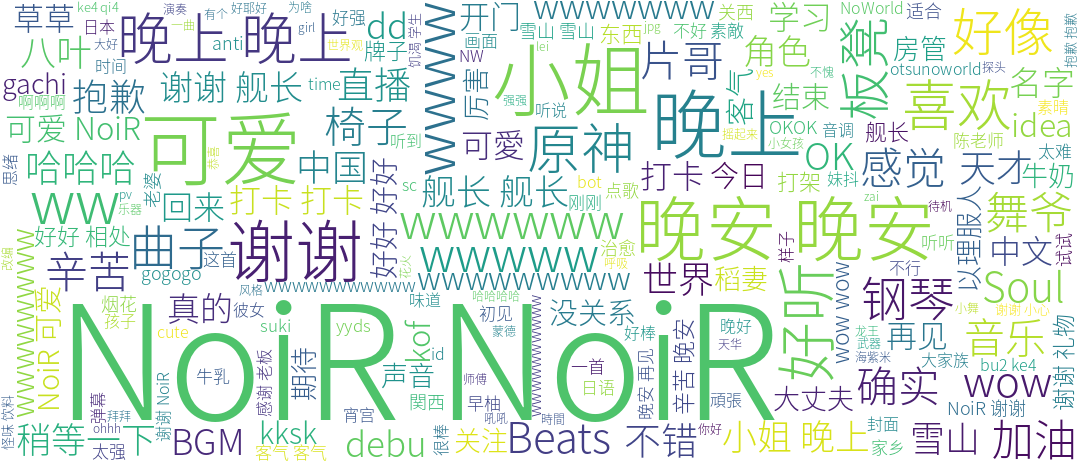 NoiR NoiR
晚上 晚上
小姐
晚上
可爱
谢谢
晚安 晚安
喜欢
好像
好听
板凳
原神
钢琴
感觉
舞爷
天才
Soul
音乐
wow
确实
加油
雪山
不错
Beats
debu
BGM
稍等一下
辛苦
曲子
ww
哈哈哈
抱歉
椅子
中国
直播
dd
草草
八叶
gachi
谢谢 舰长
可爱 NoiR
打卡 打卡
回来
好好 相处
好好 好好
真的
NoiR 可爱
期待
声音
kof
kksk
没关系
世界
稻妻
舰长 舰长
打卡 今日
可愛
厉害
开门
片哥
角色
学习
客气
结束
OK
OKOK
房管
名字
idea
牛奶
以理服人
中文
再见
大丈夫
小姐 晚上
辛苦 晚安
晚安 再见
关注
谢谢 礼物
NoiR 谢谢
wow wow
wwwwwww
wwwwww
wwwww
ke4 qi4
日本
时间
啊啊啊
思绪
anti
演奏
有个
一曲
好耶好
为啥
girl
世界观
好强
牌子
学生
time
听到
老婆
pv
乐器
恭喜
gogogo
这首
改编
风格
烟花
孩子
cute
suki
彼女
yyds
牛乳
感谢 老板
谢谢 NoiR
怪味 饮料
弹幕
拜拜
ohhh
太强
客气 客气
宵宫
id
很棒
師傅
早柚
関西
味道
初见
蒙德
哈哈哈哈
吼吼
時間
一首
日语
好棒
你好
晚好
天华
頑張
治愈
呼吸
花火
sc
bot
点歌
刚刚
雪山 雪山
画面
NW
lei
听说
强强
东西
jpg
不好
素敵
关西
yes
不愧
摇起来
小女孩
打架
妹抖
音调
舰长
zai
样子
听听
待机
不行
龙王
武器
海紫米
小舞
谢谢 小心
大家族
bu2 ke4
封面
家乡
NoWorld
适合
otsunoworld
探头
抱歉 抱歉
素晴
陈老师
太难
试试
大好